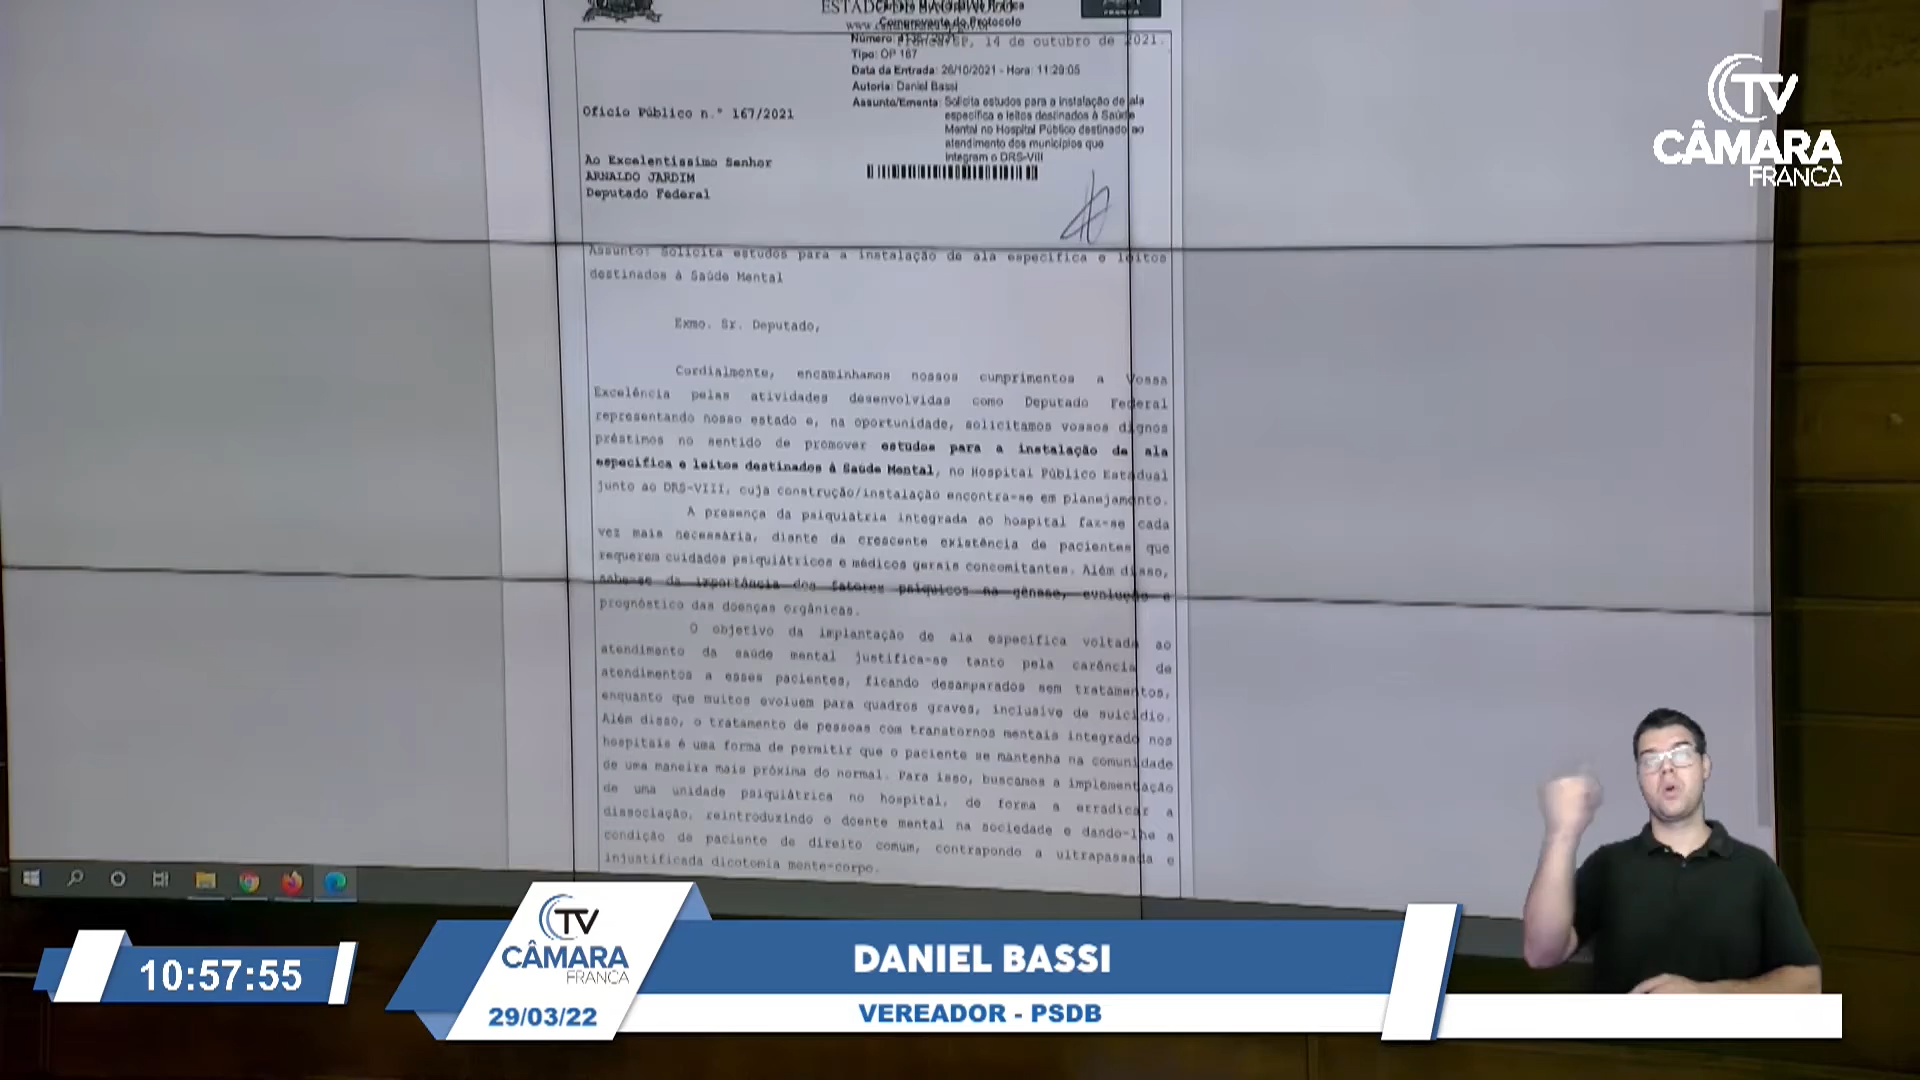 ESTADO DE SÃO PAULO
Comprovante do Protocolo
Número:
Franca/SP, 14 de outubro de 2021.
Tipo: OP 167
Data da Entrada: 26/10/2021 - Hora: 11:29:05
Autoria: Daniel Bassi
Assunto/Ementa: Solicita estudos para a instalação de ala
específica e leitos destinados à Saúde
Mental no Hospital Público destinado ao
atendimento dos municípios que
integram o DRS-VIII
Ofício Público n.° 167/2021
Ao Excelentíssimo Senhor
ARNALDO JARDIM
Deputado Federal
Assunto: Solicita estudos para a instalação de ala específica e leitos
destinados à Saúde Mental
Exmo. Sr. Deputado,
Cordialmente, encaminhamos nossos cumprimentos a Vossa
Excelência pelas atividades desenvolvidas como Deputado Federal
representando nosso estado e, na oportunidade, solicitamos vossos dignos
préstimos no sentido de promover estudos para a instalação de ala
específica e leitos destinados à Saúde Mental, no Hospital Público Estadual
junto ao DRS-VIII, cuja construção/instalação encontra-se em planejamento.
A presença da psiquiatria integrada ao hospital faz-se cada
vez mais necessária, diante da crescente existência de pacientes que
requerem cuidados psiquiátricos e médicos gerais concomitantes. Além disso,
sabe-se da importância dos fatores psíquicos na gênese, evolução e
prognóstico das doenças orgânicas.
O objetivo da implantação de ala específica voltada ao
atendimento da saúde mental justifica-se tanto pela carência de
atendimentos a esses pacientes, ficando desamparados sem tratamentos,
enquanto que muitos evoluem para quadros graves, inclusive de suicídio.
Além disso, o tratamento de pessoas com transtornos mentais integrado nos
hospitais é uma forma de permitir que o paciente se mantenha na comunidade
de uma maneira mais próxima do normal. Para isso, buscamos a implementação
de uma unidade psiquiátrica no hospital, de forma a erradicar a
dissociação, reintroduzindo o doente mental na sociedade e dando-lhe a
condição de paciente de direito comum, contrapondo a ultrapassada e
injustificada dicotomia mente-corpo.
TV
CÂMARA
FRANCA
10:57:55
TV
CÂMARA
FRANCA
29/03/22
DANIEL BASSI
VEREADOR - PSDB